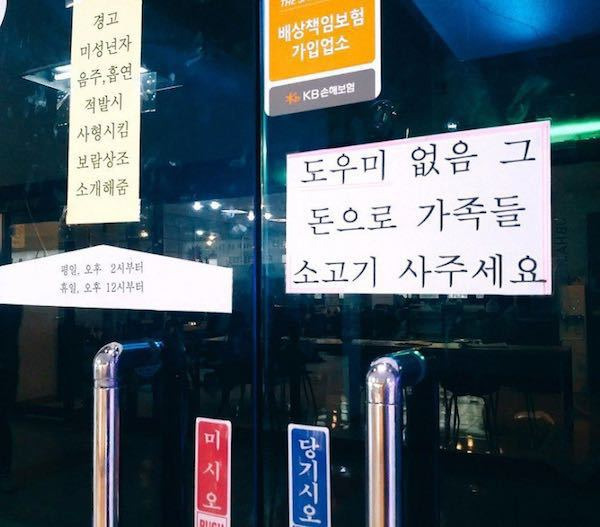 경고
미성년자
음주,흡연
적발시
사형시킴
보람상조
소개해줌
배상책임보험
가입업소
KB손해보험
도우미 없음 그
돈으로 가족들
소고기 사주세요
평일, 오후 2시부터
휴일, 오후 12시부터
미시오
PUSH
당기시오